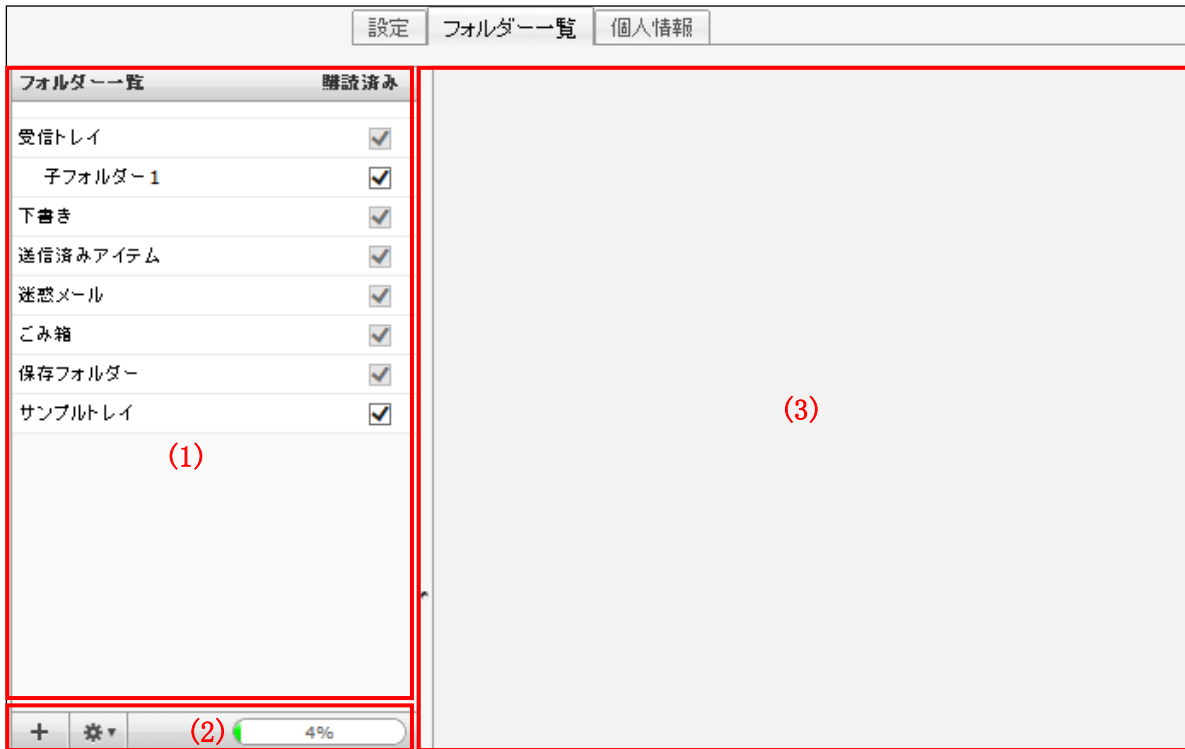 設定 フォルダー一覧 個人情報
フォルダー一覧 購読済み
受信トレイ
子フォルダー1
下書き
送信済みアイテム
迷惑メール
ごみ箱
保存フォルダー
サンプルトレイ
(1)
(3)
(2) 4%